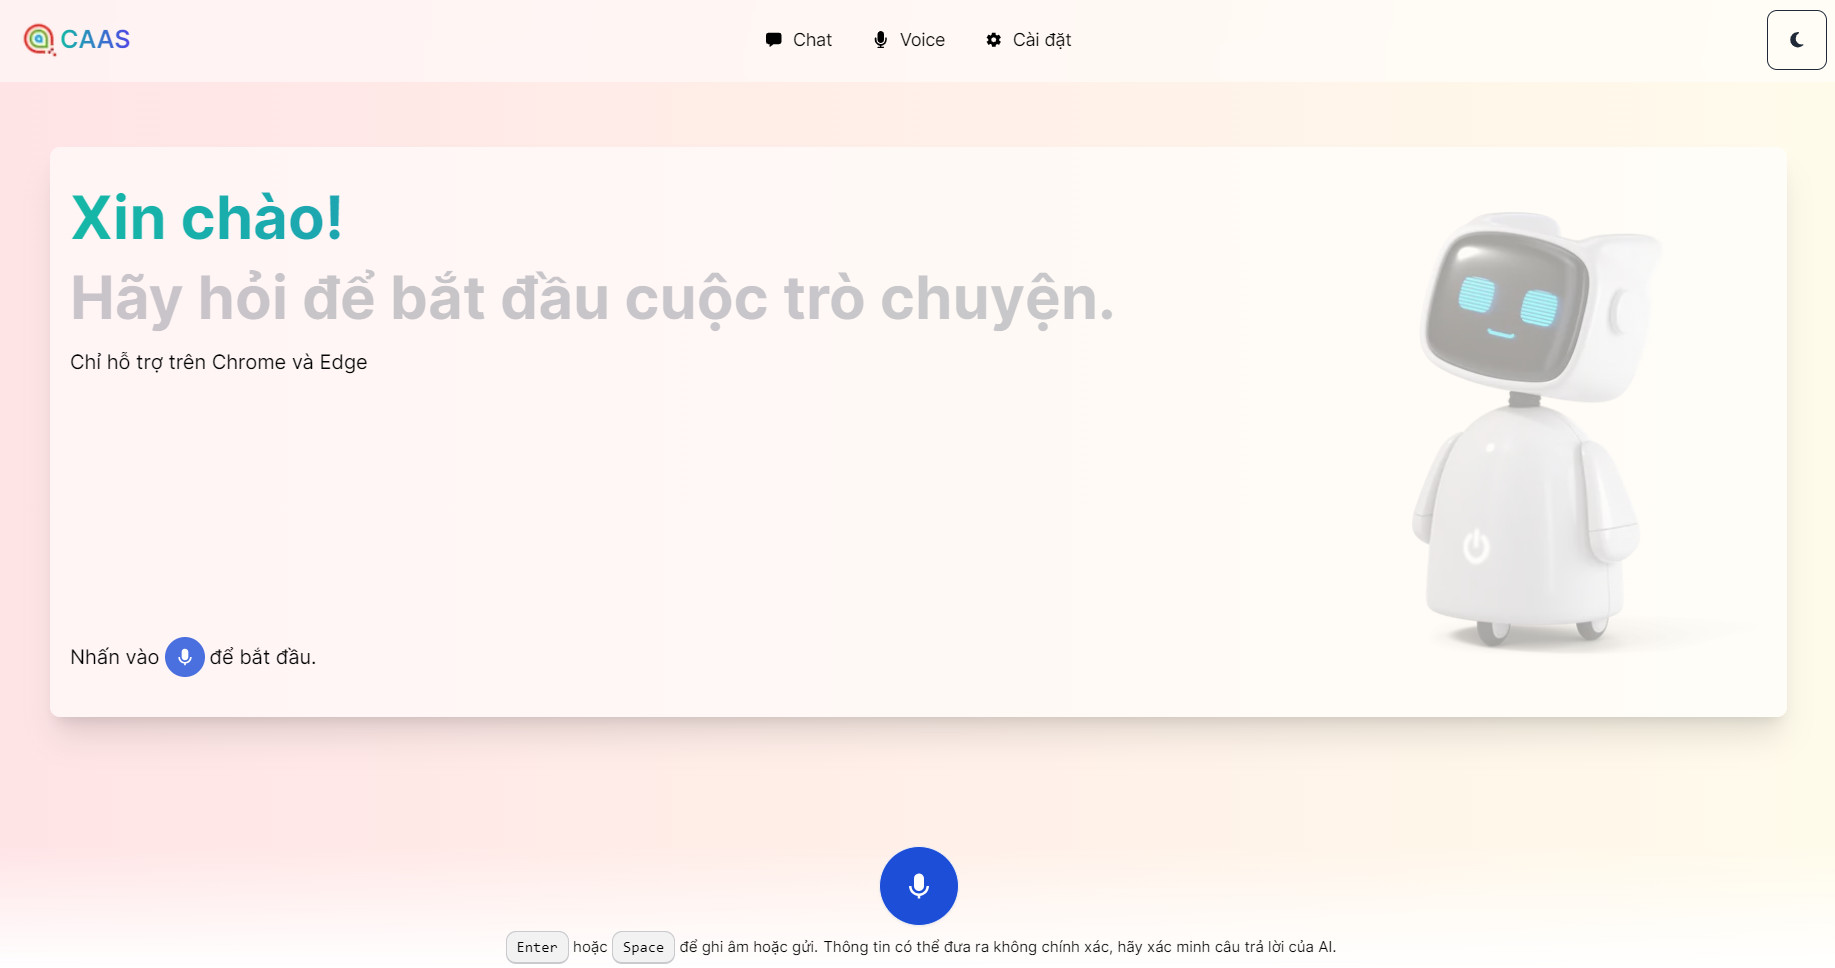 CAAS
Chat
Voice
Cài đặt
Xin chào!
Hãy hỏi để bắt đầu cuộc trò chuyện.
Chỉ hỗ trợ trên Chrome và Edge
Nhấn vào để bắt đầu.
Enter hoặc Space để ghi âm hoặc gửi. Thông tin có thể đưa ra không chính xác, hãy xác minh câu trả lời của AI.